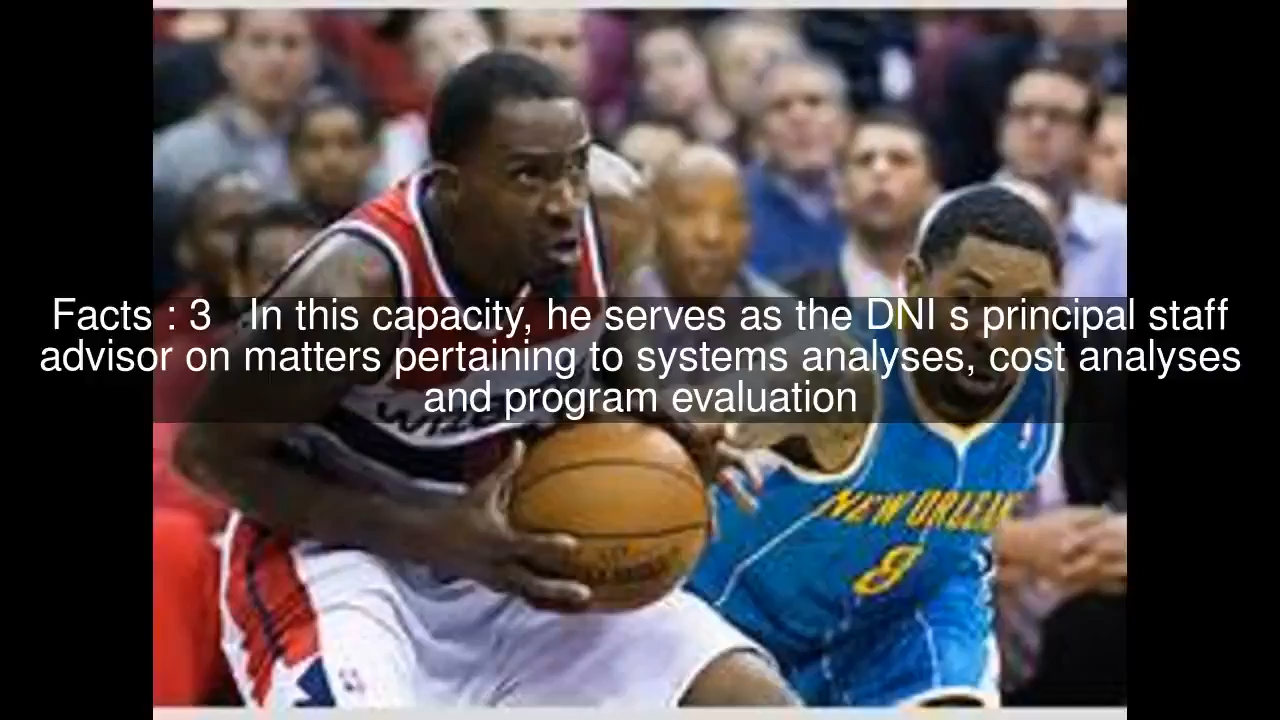 Facts : 3   In this capacity, he serves as the DNI s principal staff
advisor on matters pertaining to systems analyses, cost analyses
and program evaluation
NEW ORLEANS
8